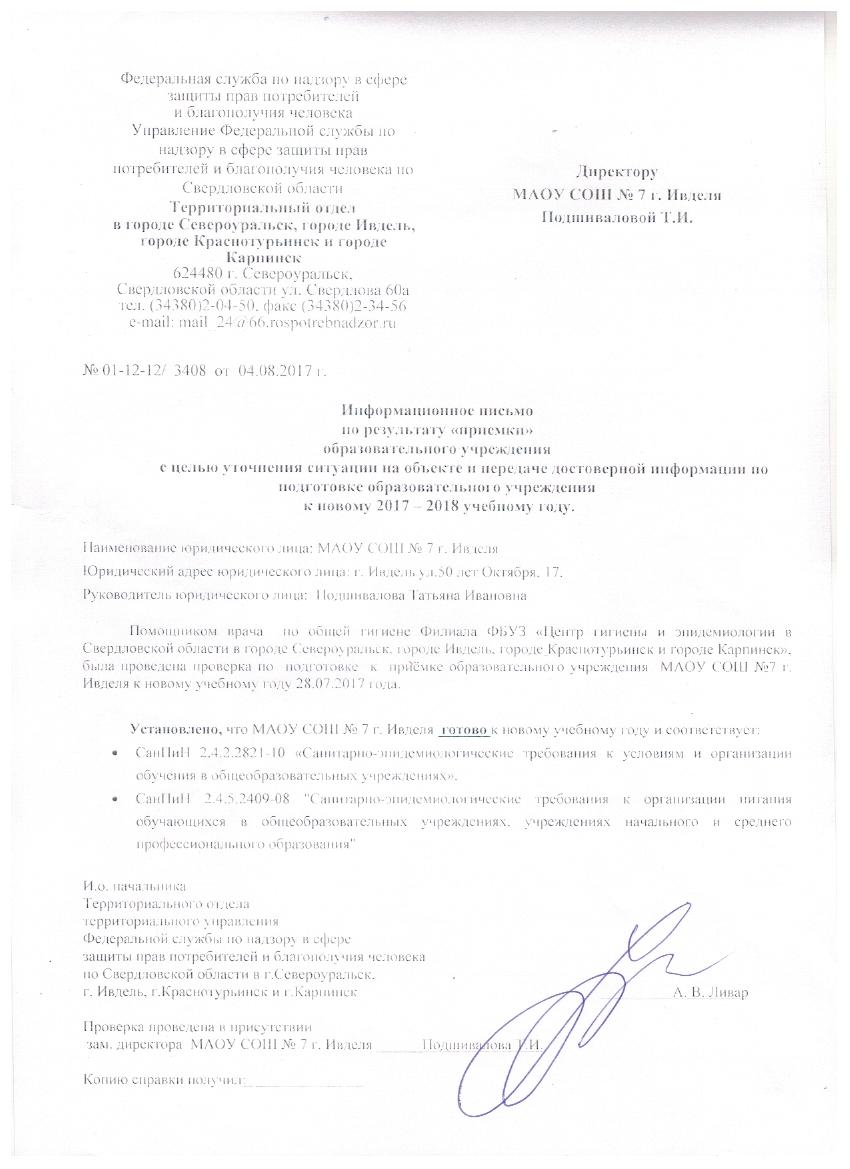 Федеральная служба по надзору в сфере
защиты прав потребителей
и благополучия человека
Управление Федеральной службы по
надзору в сфере защиты прав
потребителей и благополучия человека по
Свердловской области
Территориальный отдел
в городе Североуральск, городе Ивдель,
городе Краснотурьинск и городе
Карпинск
624480 г. Североуральск,
Свердловской области ул. Свердлова 60а
тел. (34380)2-04-50, факс (34380)2-34-56
e-mail: mail_24@66.rospotrebnadzor.ru
Директору
МАОУ СОШ № 7 г. Ивделя
Подшиваловой Т.И.
№ 01-12-12/ 3408 от 04.08.2017 г.
Информационное письмо
по результату «приемки»
образовательного учреждения
с целью уточнения ситуации на объекте и передаче достоверной информации по
подготовке образовательного учреждения
к новому 2017 – 2018 учебному году.
Наименование юридического лица: МАОУ СОШ № 7 г. Ивделя
Юридический адрес юридического лица: г. Ивдель ул.50 лет Октября, 17.
Руководитель юридического лица: Подшивалова Татьяна Ивановна
Помощником врача по общей гигиене Филиала ФБУЗ «Центр гигиены и эпидемиологии в
Свердловской области в городе Североуральск, городе Ивдель, городе Краснотурьинск и городе Карпинск»,
была проведена проверка по подготовке к приёмке образовательного учреждения МАОУ СОШ №7 г.
Ивделя к новому учебному году 28.07.2017 года.
Установлено, что МАОУ СОШ № 7 г. Ивделя готово к новому учебному году и соответствует:
• СанПиН 2.4.2.2821-10 «Санитарно-эпидемиологические требования к условиям и организации
обучения в общеобразовательных учреждениях».
• СанПиН 2.4.5.2409-08 "Санитарно-эпидемиологические требования к организации питания
обучающихся в общеобразовательных учреждениях, учреждениях начального и среднего
профессионального образования"
И.о. начальника
Территориального отдела
территориального управления
Федеральной службы по надзору в сфере
защиты прав потребителей и благополучия человека
по Свердловской области в г.Североуральск,
г. Ивдель, г.Краснотурьинск и г.Карпинск А. В. Ливар
Проверка проведена в присутствии
зам. директора МАОУ СОШ № 7 г. Ивделя ______ Подшивалова Т.И.
Копию справки получил:_______________